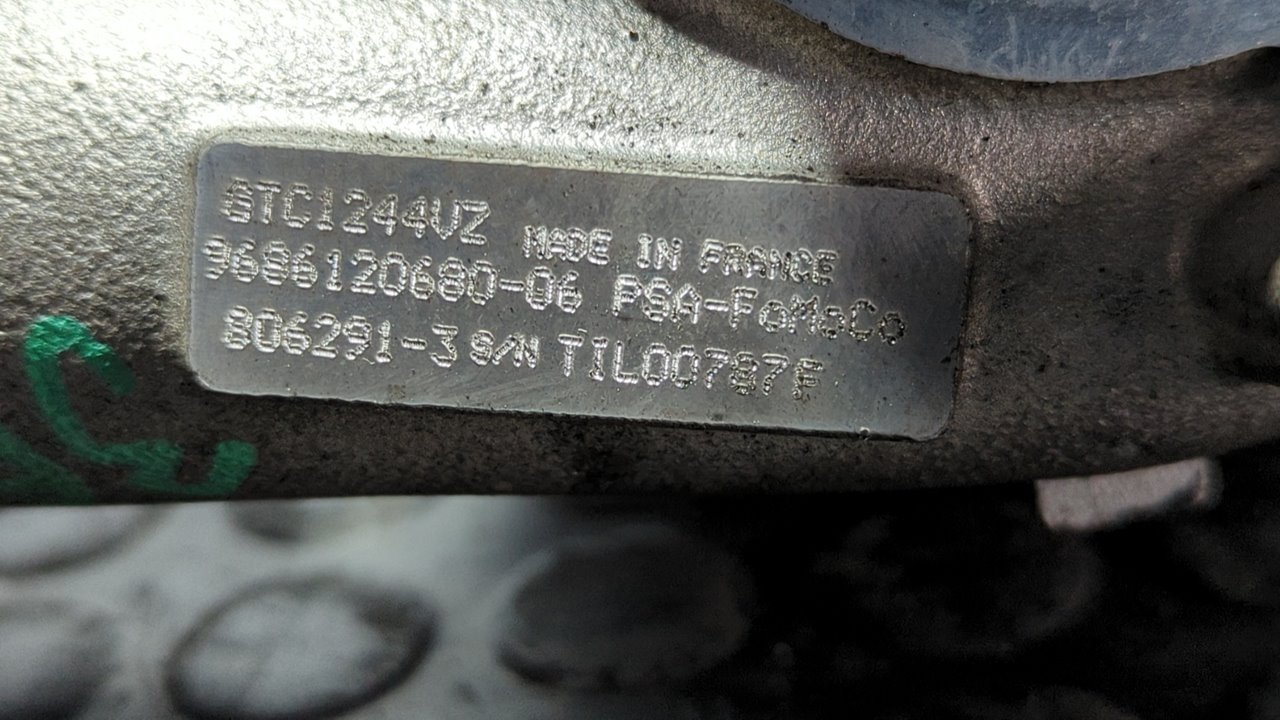 GTC1244VZ MADE IN FRANCE
9686120680-06 PSA-FoMoCo
806291-3 S/N TIL00787F